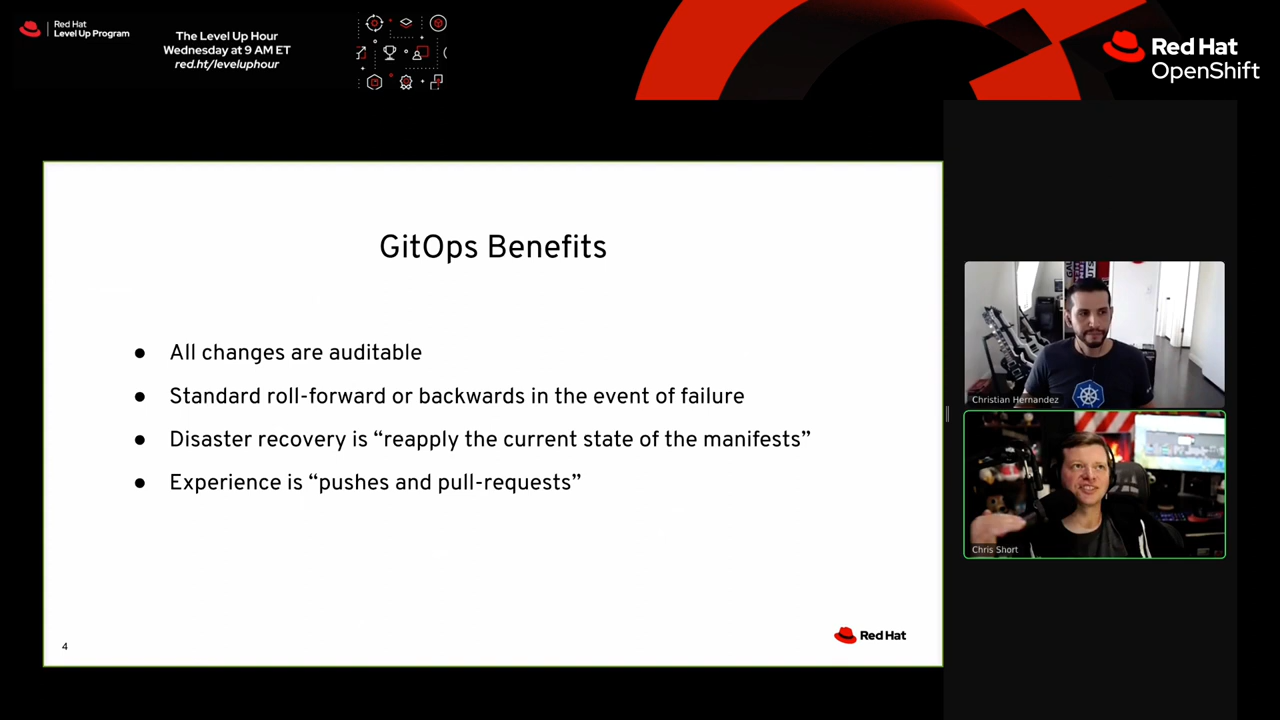 Red Hat
Level Up Program
The Level Up Hour
Wednesday at 9 AM ET
red.ht/leveluphour
Red Hat
OpenShift
GitOps Benefits
● All changes are auditable
● Standard roll-forward or backwards in the event of failure
● Disaster recovery is “reapply the current state of the manifests”
● Experience is “pushes and pull-requests”
4
Red Hat
Christian Hernandez
Chris Short